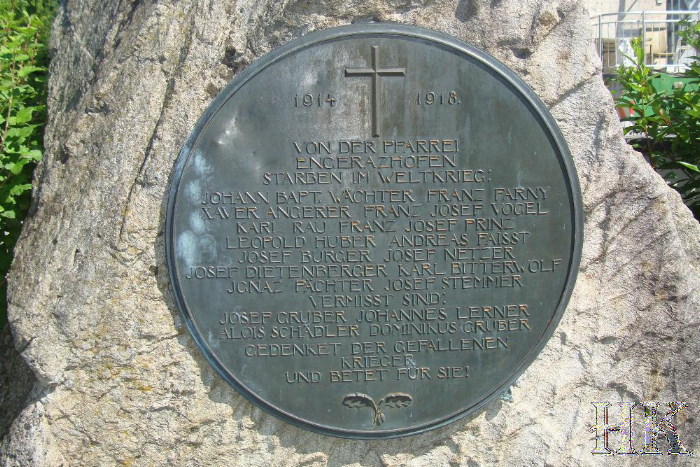 1914 1918.
VON DER PFARREI
ENGERAZHOFEN
STARBEN IM WELTKRIEG:
JOHANN BAPT. WÄCHTER FRANZ FARNY
XAVER ANGERER FRANZ JOSEF VOGEL
KARL RAU FRANZ JOSEF PRINZ
LEOPOLD HUBER ANDREAS FAISST
JOSEF BURGER JOSEF NETZER
JOSEF DIETENBERGER KARL BITTERWOLF
JGNAZ PÄCHTER JOSEF STEMMER
VERMISST SIND:
JOSEF GRUBER JOHANNES LERNER
ALOIS SCHÄDLER DOMINIKUS GRUBER
GEDENKET DER GEFALLENEN
KRIEGER
UND BETET FÜR SIE!
HK